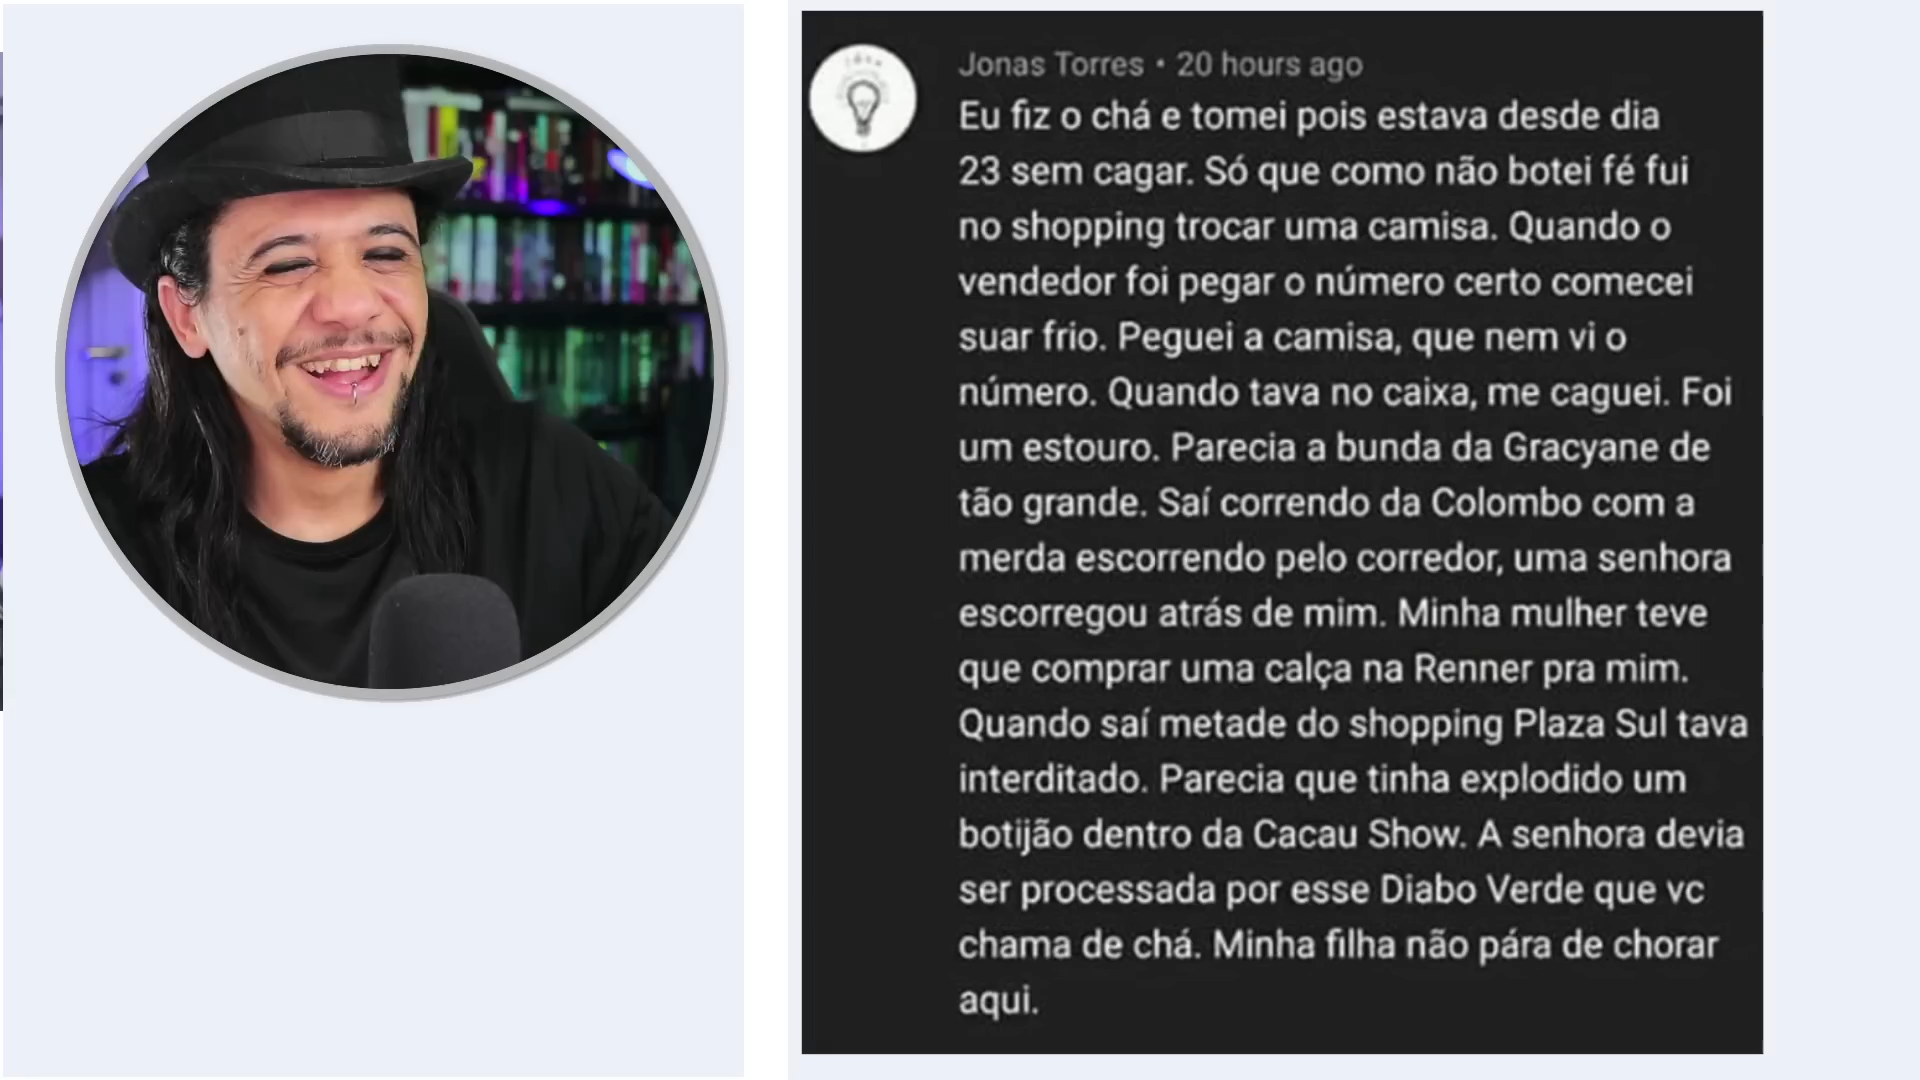 Jonas Torres • 20 hours ago
Eu fiz o chá e tomei pois estava desde dia
23 sem cagar. Só que como não botei fé fui
no shopping trocar uma camisa. Quando o
vendedor foi pegar o número certo comecei
suar frio. Peguei a camisa, que nem vi o
número. Quando tava no caixa, me caguei. Foi
um estouro. Parecia a bunda da Gracyane de
tão grande. Saí correndo da Colombo com a
merda escorrendo pelo corredor, uma senhora
escorregou atrás de mim. Minha mulher teve
que comprar uma calça na Renner pra mim.
Quando saí metade do shopping Plaza Sul tava
interditado. Parecia que tinha explodido um
botijão dentro da Cacau Show. A senhora devia
ser processada por esse Diabo Verde que vc
chama de chá. Minha filha não pára de chorar
aqui.